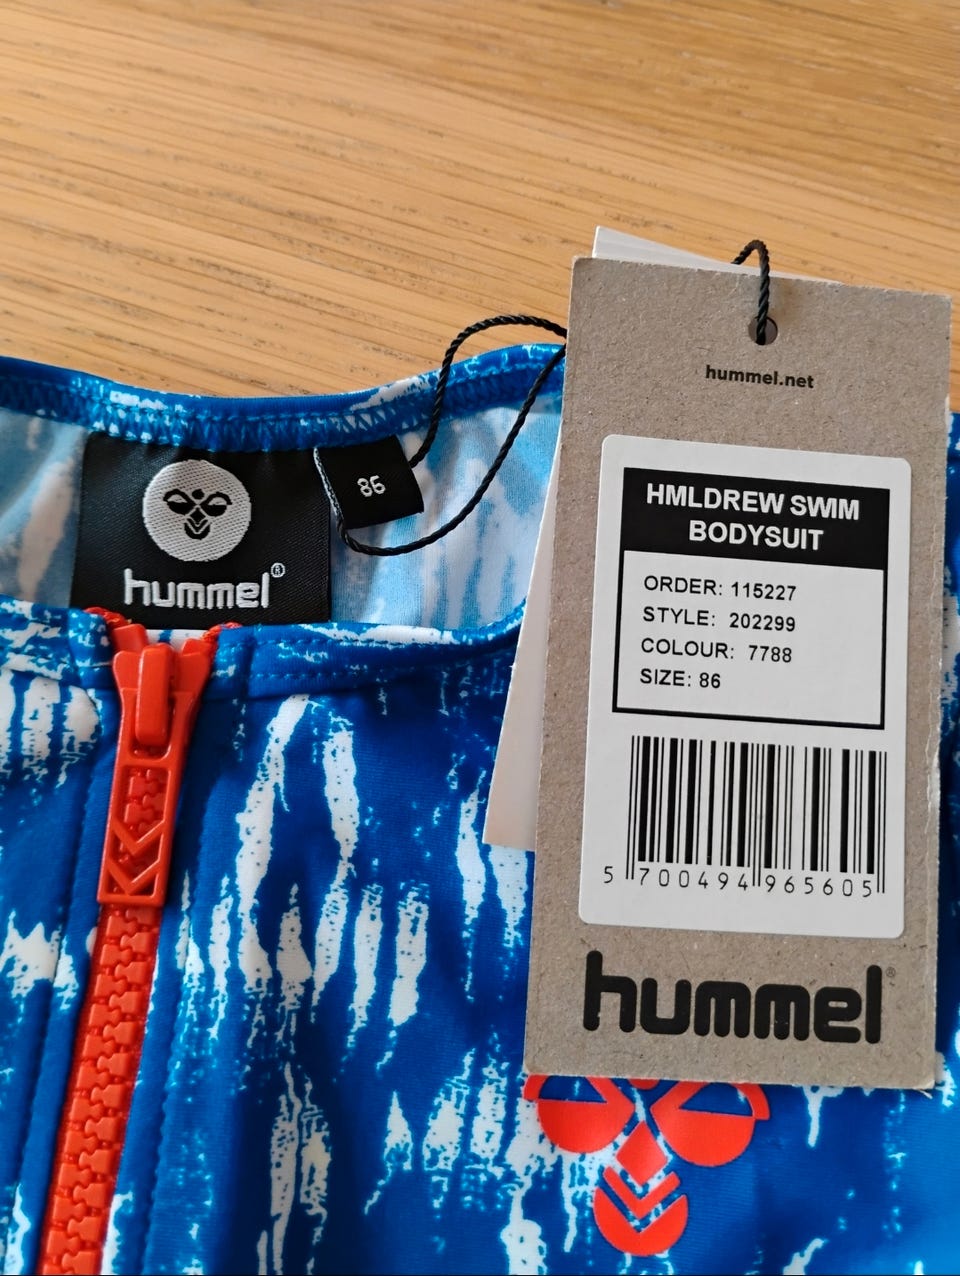 hummel.net
HMLDREW SWIM
BODYSUIT
ORDER: 115227
STYLE: 202299
COLOUR: 7788
SIZE: 86
5 700494 965605
hummel®
86
hummel®